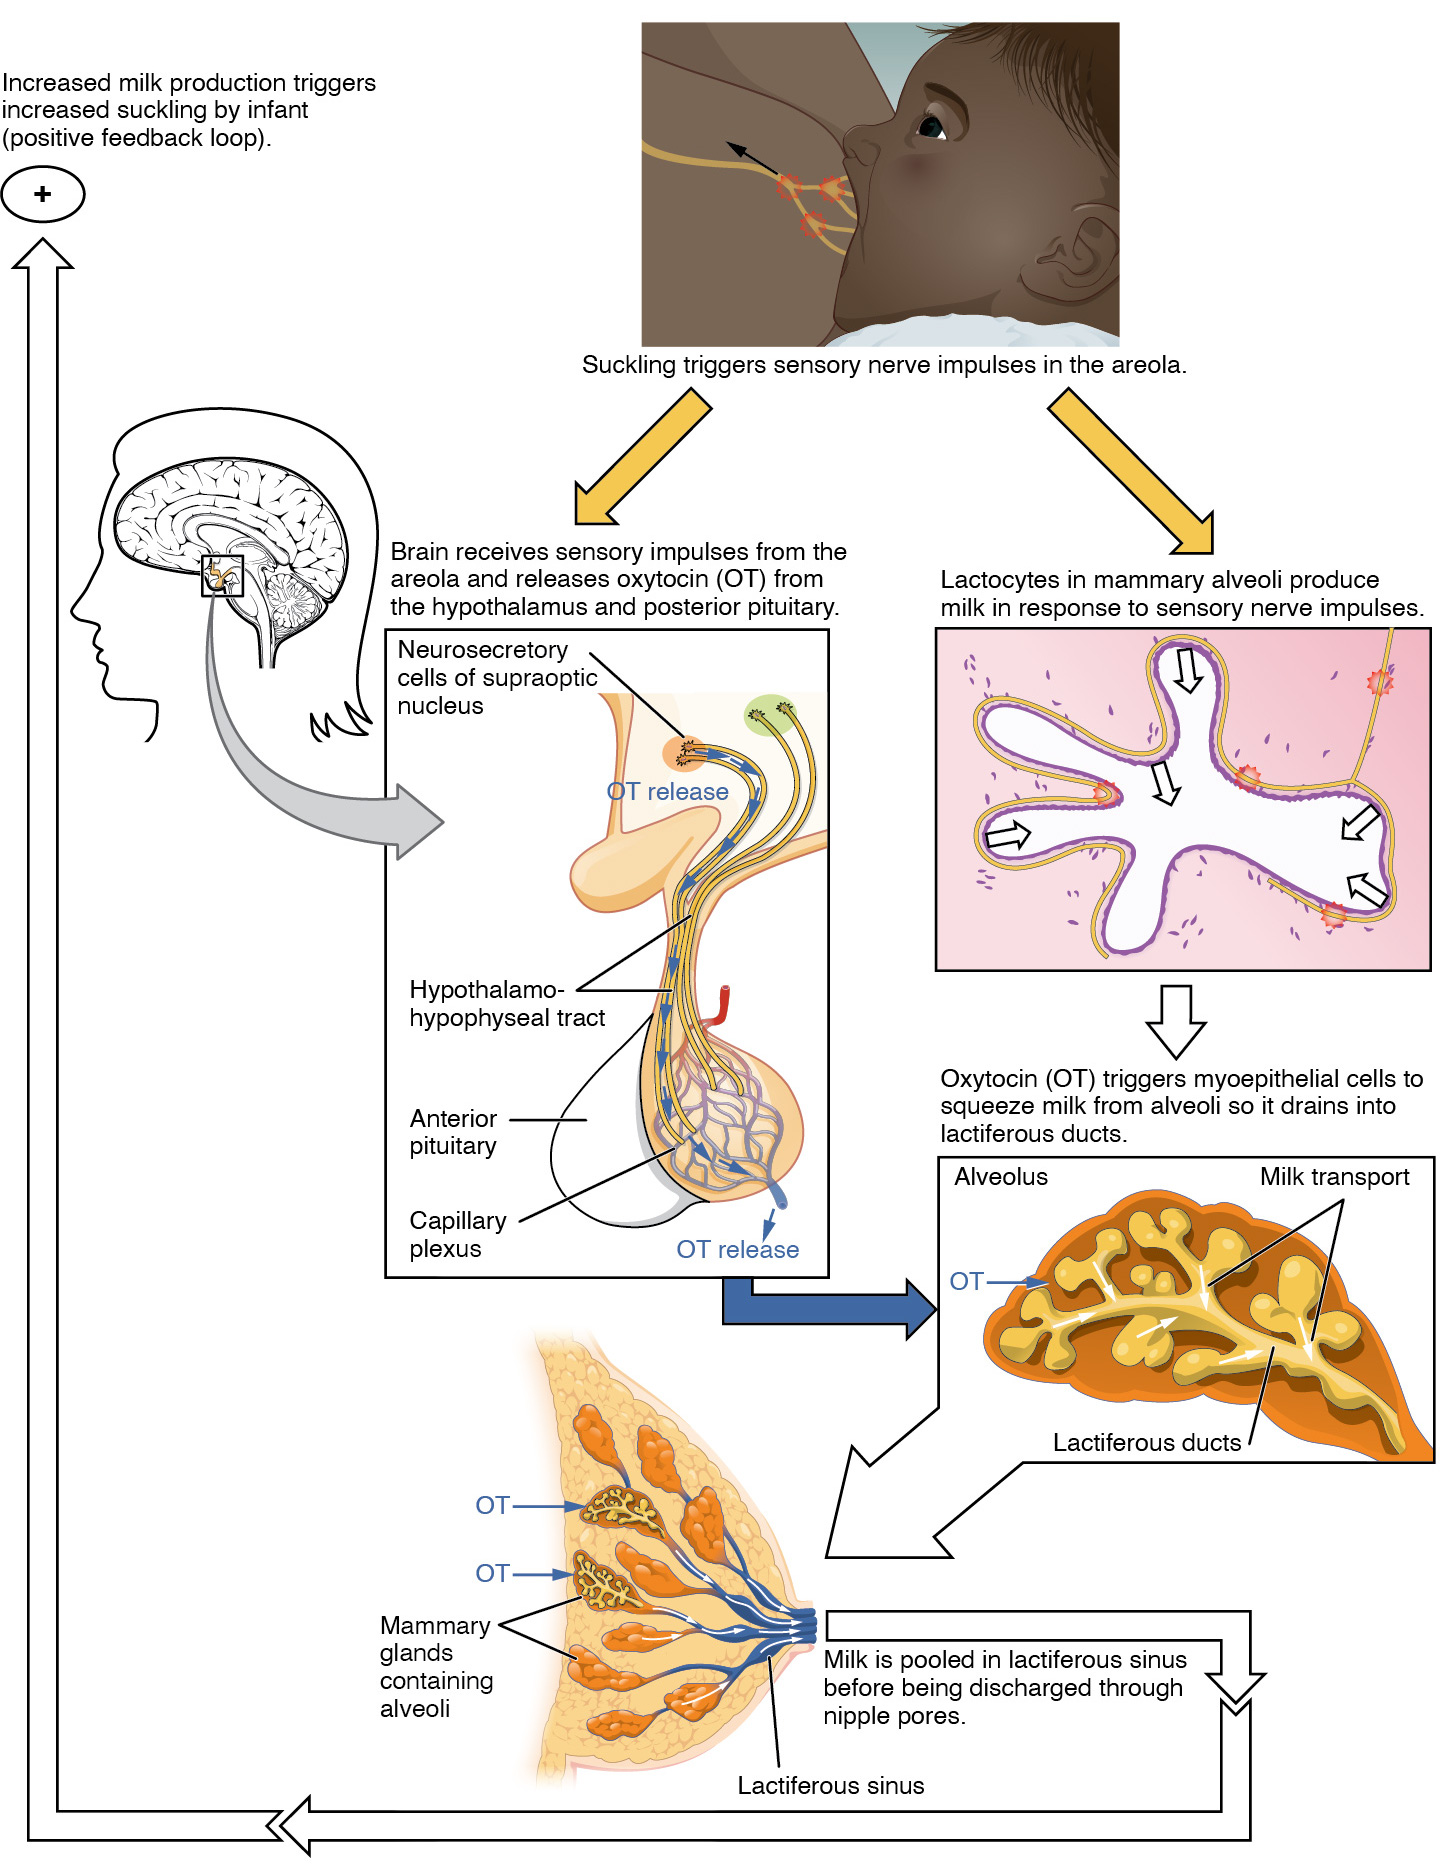 Increased milk production triggers
increased suckling by infant
(positive feedback loop).
+
Suckling triggers sensory nerve impulses in the areola.
Brain receives sensory impulses from the
areola and releases oxytocin (OT) from
the hypothalamus and posterior pituitary.
Neurosecretory
cells of supraoptic
nucleus
OT release
Hypothalamo-
hypophyseal tract
Anterior
pituitary
Capillary
plexus
OT release
Lactocytes in mammary alveoli produce
milk in response to sensory nerve impulses.
Oxytocin (OT) triggers myoepithelial cells to
squeeze milk from alveoli so it drains into
lactiferous ducts.
Alveolus
Milk transport
OT
Lactiferous ducts
OT
OT
Mammary
glands
containing
alveoli
Milk is pooled in lactiferous sinus
before being discharged through
nipple pores.
Lactiferous sinus